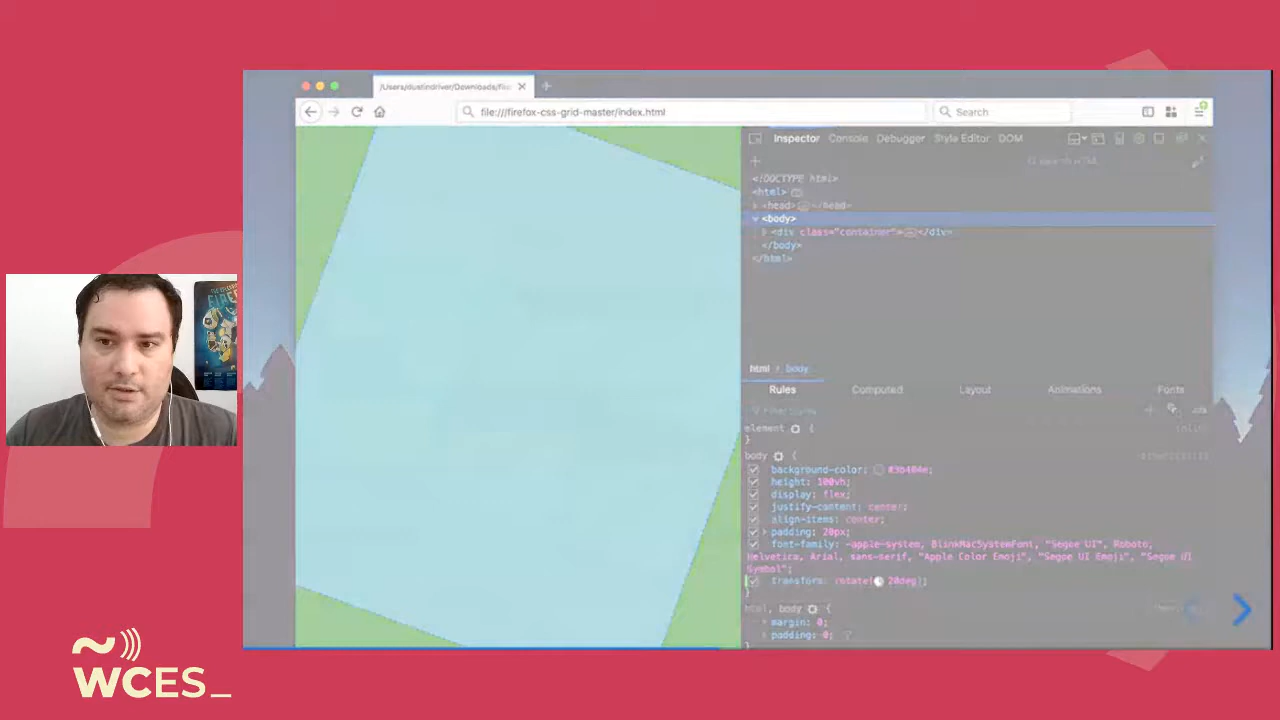 /Users/dustindriver/Downloads/fire
file:///firefox-css-grid-master/index.html
Search
Inspector Console Debugger Style Editor DOM
<!DOCTYPE html>
<html>
<head> </head>
<body>
<div class="container"> </div>
</body>
</html>
html › body
Rules Computed Layout Animations Fonts
element {
}
body {
background-color: #3b404e;
height: 100vh;
display: flex;
justify-content: center;
align-items: center;
padding: 20px;
font-family: -apple-system, BlinkMacSystemFont, "Segoe UI", Roboto,
Helvetica, Arial, sans-serif, "Apple Color Emoji", "Segoe UI Emoji", "Segoe UI
Symbol";
transform: rotate( 20deg);
}
html, body {
margin: 0;
padding: 0;
}
WCES_